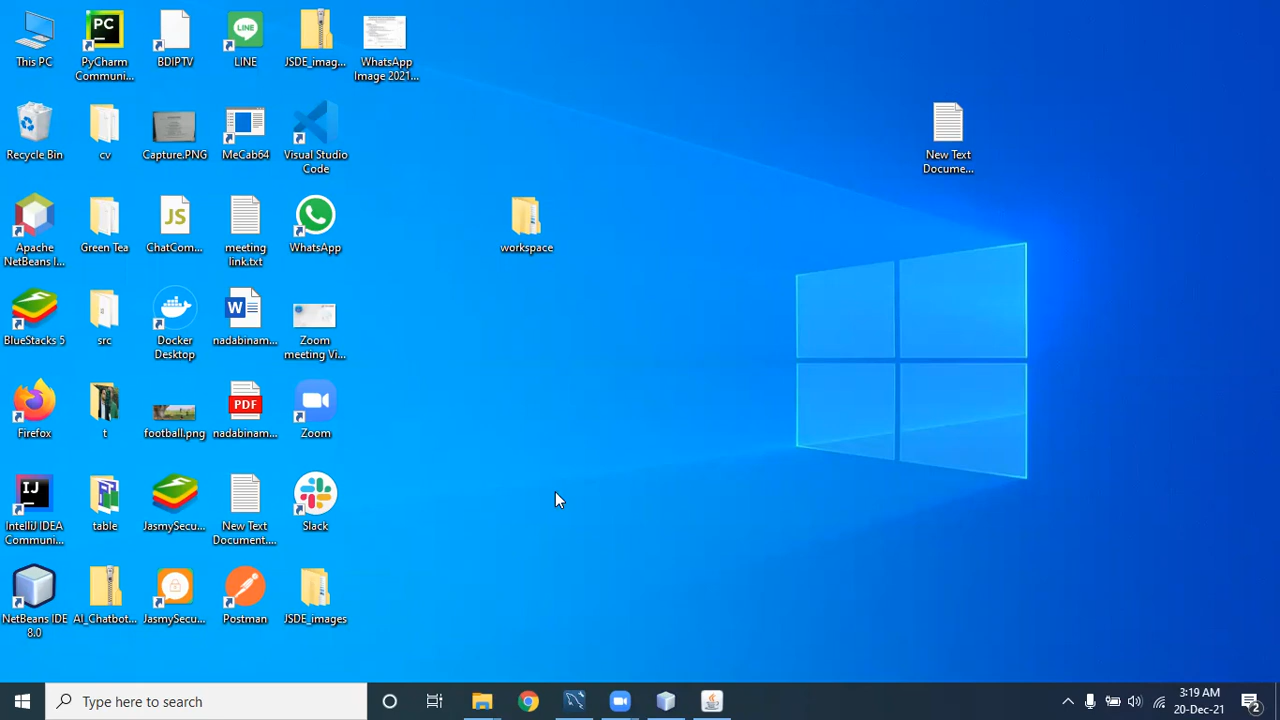 This PC
PyCharm
Communi...
BDIPTV
LINE
JSDE_imag...
WhatsApp
Image 2021...
Recycle Bin
cv
Capture.PNG
MeCab64
Visual Studio
Code
New Text
Docume...
Apache
NetBeans I...
Green Tea
JS
ChatCom...
meeting
link.txt
WhatsApp
workspace
BlueStacks 5
src
Docker
Desktop
nadabinam...
Zoom
meeting Vi...
Firefox
t
football.png
PDF
nadabinam...
Zoom
IntelliJ IDEA
Communi...
table
JasmySecu...
New Text
Document....
Slack
NetBeans IDE
8.0
AI_Chatbot...
JasmySecu...
Postman
JSDE_images
Type here to search
3:19 AM
20-Dec-21
2